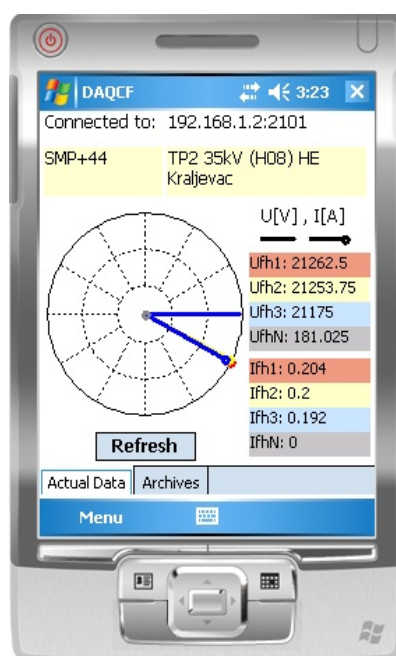 DAQCF 3:23
Connected to: 192.168.1.2:2101
SMP+44 TP2 35kV (H08) HE
Kraljevac
U[V] , I[A]
Ufh1: 21262.5
Ufh2: 21253.75
Ufh3: 21175
UfhN: 181.025
Ifh1: 0.204
Ifh2: 0.2
Ifh3: 0.192
IfhN: 0
Refresh
Actual Data Archives
Menu